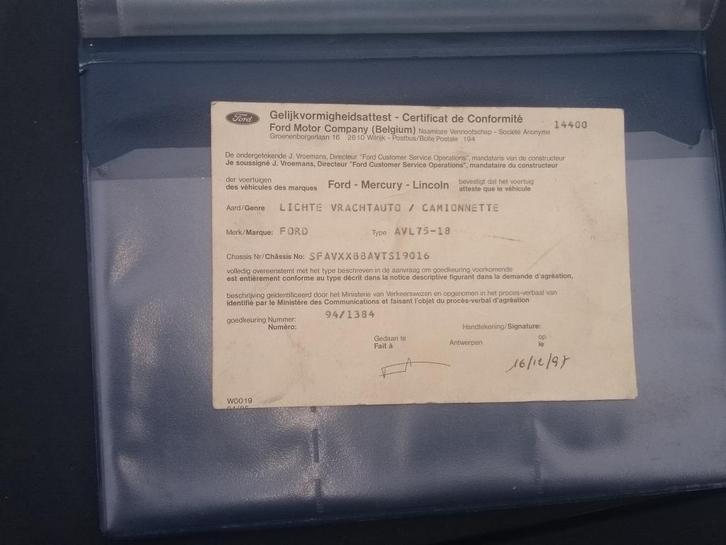 Ford
Gelijkvormigheidsattest - Certificat de Conformité
14400
Ford Motor Company (Belgium) Naamloze Vennootschap - Société Anonyme
Groenenborgerlaan 16 2610 Wilrijk - Postbus/Boîte Postale 194
De ondergetekende J. Vroemans, Directeur "Ford Customer Service Operations", mandataris van de constructeur
Je soussigné J. Vroemans, Directeur "Ford Customer Service Operations", mandataire du constructeur
der voertuigen
des véhicules des marques
Ford - Mercury - Lincoln
bevestigt dat het voertuig
atteste que le véhicule
Aard/Genre LICHTE VRACHTAUTO / CAMIONNETTE
Merk/Marque: FORD Type AVL75-18
Chassis Nr/Châssis No: SFAVXXBBAVTS19016
volledig overeenstemt met het type beschreven in de aanvraag om goedkeuring voorkomende
est entièrement conforme au type décrit dans la notice descriptive figurant dans la demande d'agréation,
beschrijving geïdentificeerd door het Ministerie van Verkeerswezen en opgenomen in het proces-verbaal van
identifié par le Ministère des Communications et faisant l'objet du procès-verbal d'agréation
goedkeuring Nummer: 94/1384
Numéro:
Handtekening/Signature:
Gedaan te
Fait à
Antwerpen
op
le
16/12/97
W0019